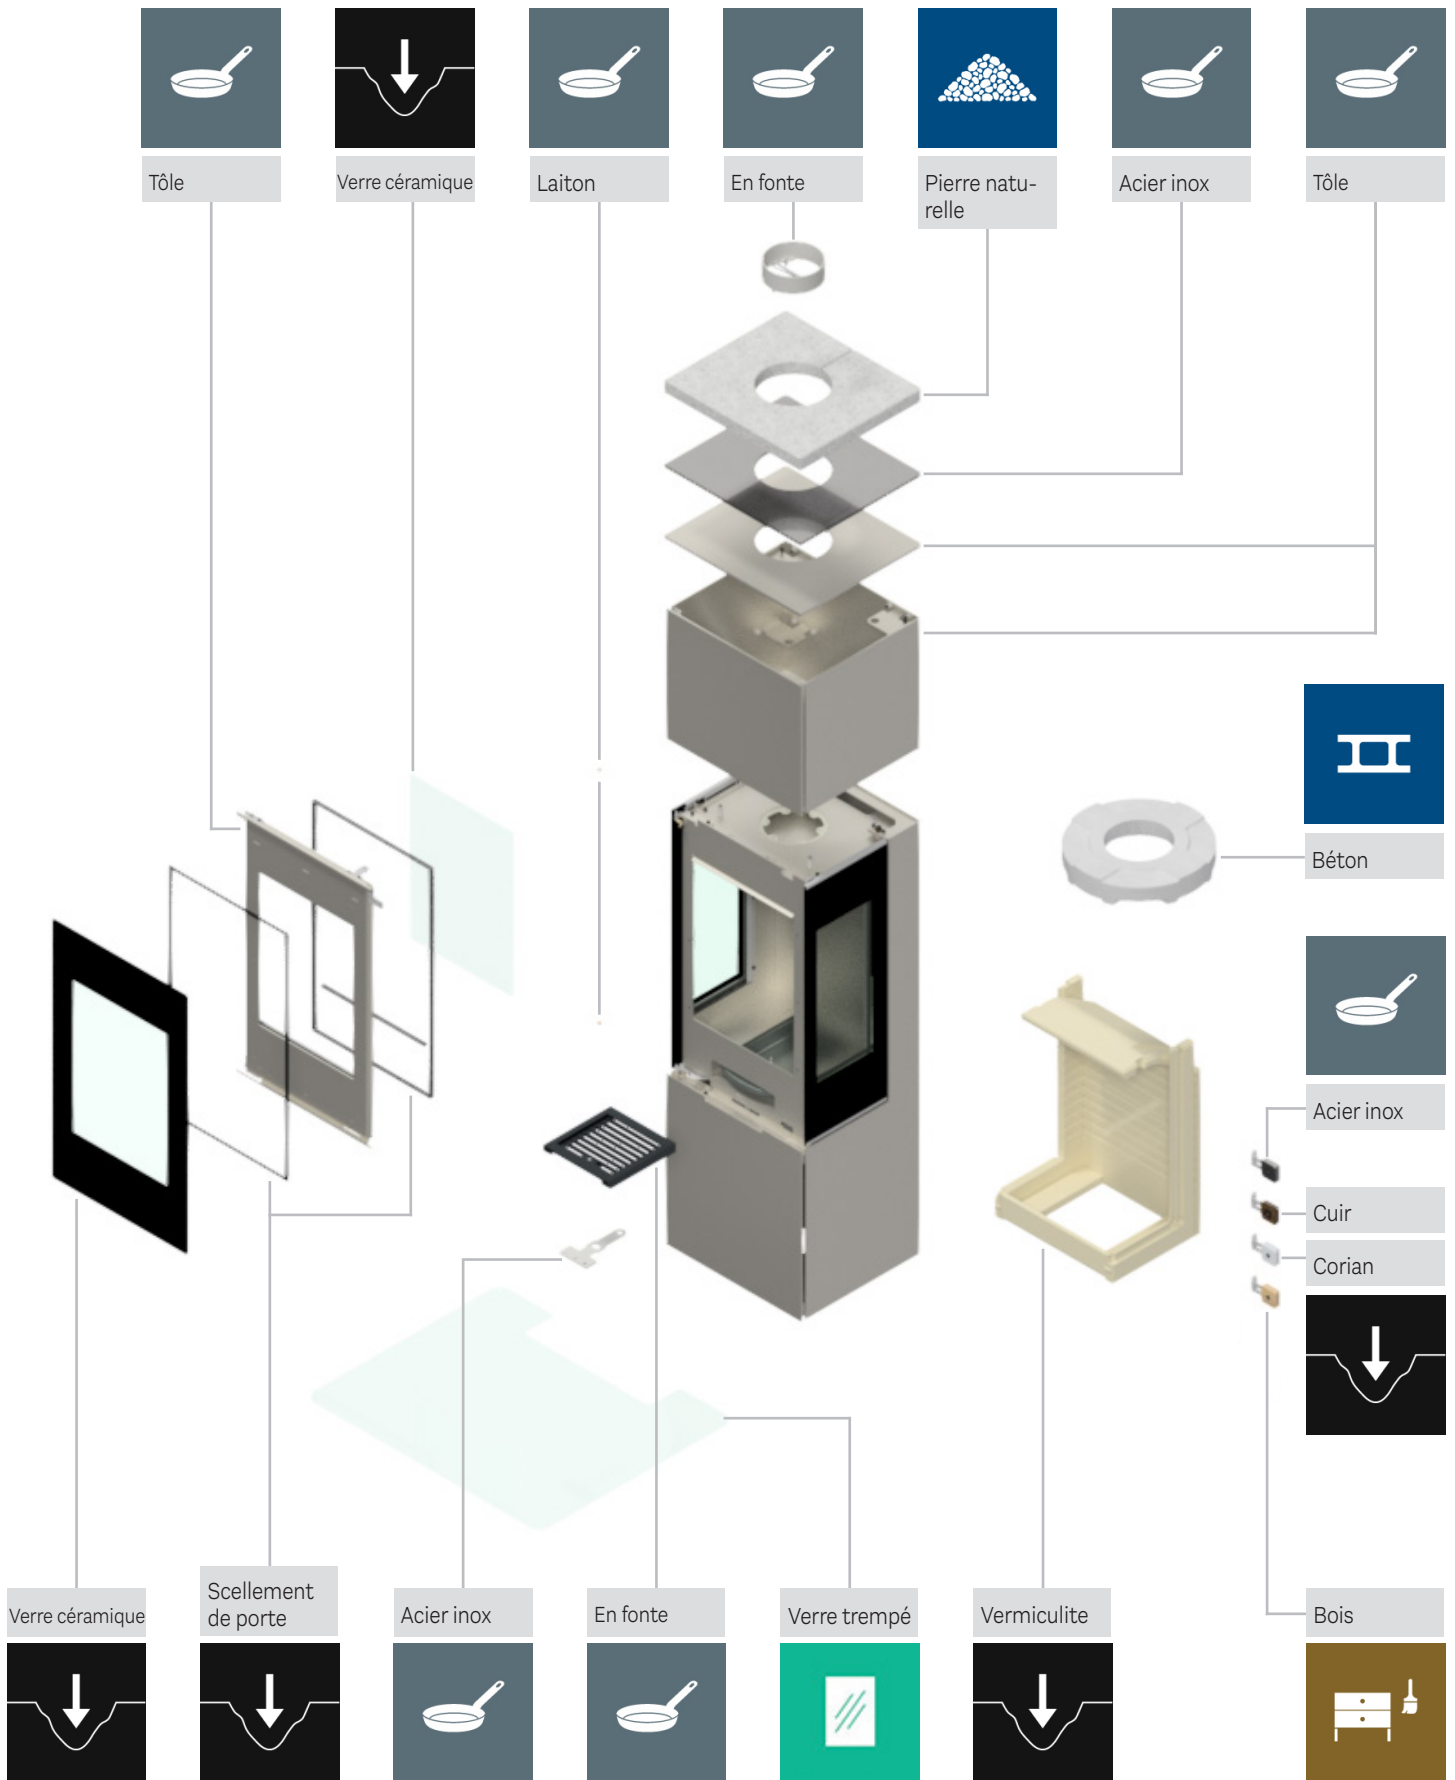 Tôle
Verre céramique
Laiton
En fonte
Pierre natu-
relle
Acier inox
Tôle
Béton
Acier inox
Cuir
Corian
Verre céramique
Scellement
de porte
Acier inox
En fonte
Verre trempé
Vermiculite
Bois